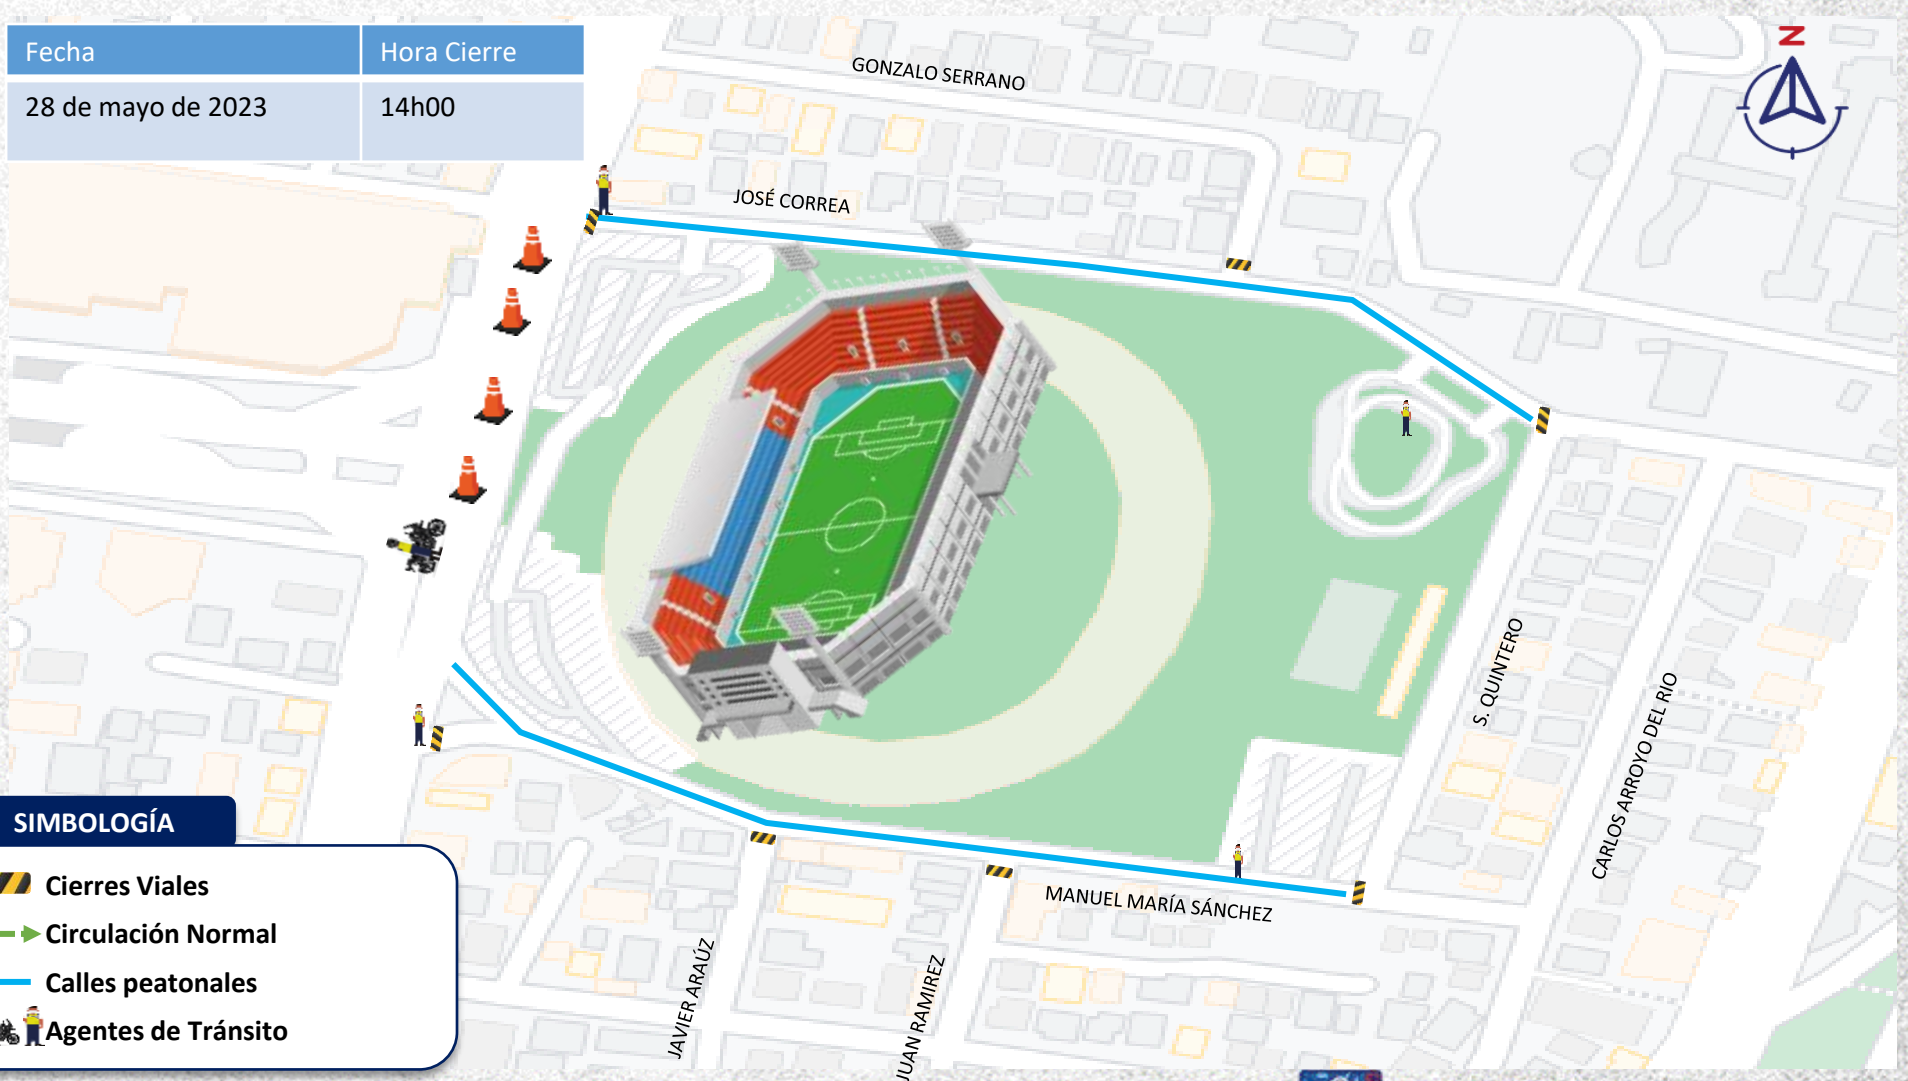 Fecha Hora Cierre
28 de mayo de 2023 14h00
N
GONZALO SERRANO
JOSÉ CORREA
S. QUINTERO
CARLOS ARROYO DEL RIO
MANUEL MARÍA SÁNCHEZ
JAVIER ARAÚZ
JUAN RAMIREZ
SIMBOLOGÍA
Cierres Viales
Circulación Normal
Calles peatonales
Agentes de Tránsito